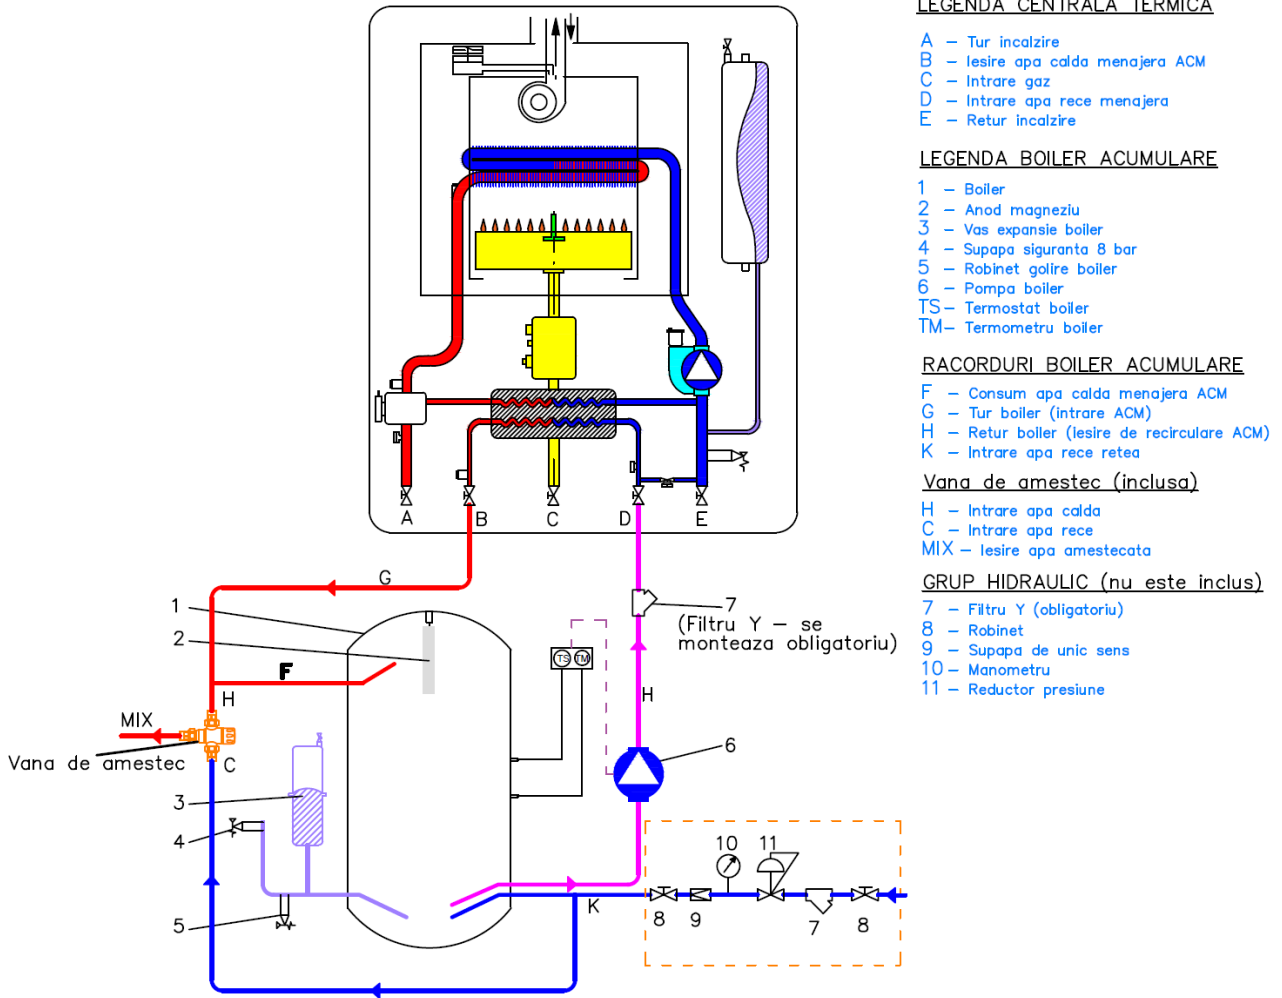 LEGENDA CENTRALA TERMICA
A – Tur incalzire
B – Iesire apa calda menajera ACM
C – Intrare gaz
D – Intrare apa rece menajera
E – Retur incalzire
LEGENDA BOILER ACUMULARE
1 – Boiler
2 – Anod magneziu
3 – Vas expansie boiler
4 – Supapa siguranta 8 bar
5 – Robinet golire boiler
6 – Pompa boiler
TS – Termostat boiler
TM – Termometru boiler
RACORDURI BOILER ACUMULARE
F – Consum apa calda menajera ACM
G – Tur boiler (intrare ACM)
H – Retur boiler (iesire de recirculare ACM)
K – Intrare apa rece retea
Vana de amestec (inclusa)
H – Intrare apa calda
C – Intrare apa rece
MIX – Iesire apa amestecata
GRUP HIDRAULIC (nu este inclus)
7 – Filtru Y (obligatoriu)
8 – Robinet
9 – Supapa de unic sens
10 – Manometru
11 – Reductor presiune
A B C D E
G
1
2
7
(Filtru Y – se
monteaza obligatoriu)
TS TM
F
H
H
MIX
Vana de amestec
C
6
3
4
5
10 11
K
8 9 7 8